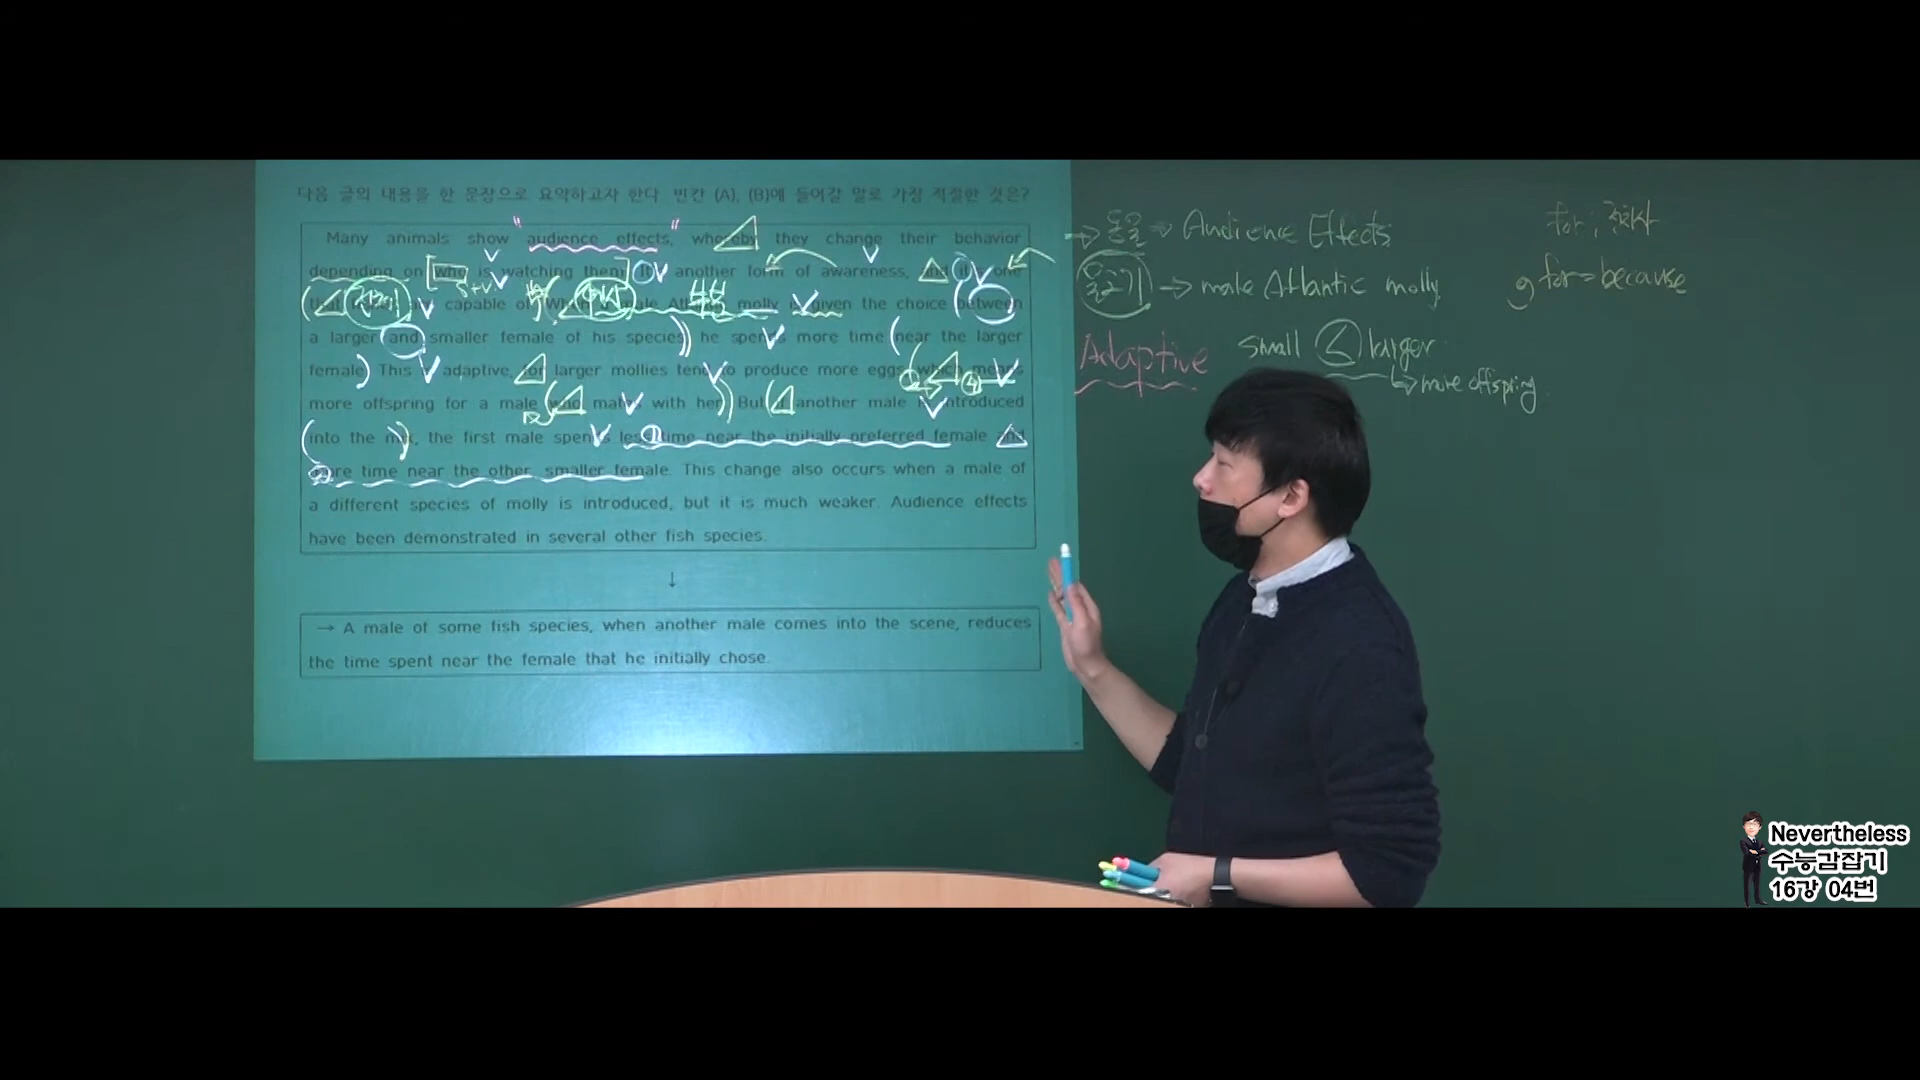 다음 글의 내용을 한 문장으로 요약하고자 한다 빈칸 (A), (B)에 들어갈 말로 가장 적절한 것은?
Many animals show "audience effects," whereby they change their behavior
depending on who is watching them. It another form of awareness, and one
that capable of When a male Atlantic molly is given the choice between
a larger and smaller female of his species, he spends more time near the larger
female. This is adaptive, for larger mollies tend to produce more eggs, which means
more offspring for a male who mates with her. But if another male is introduced
into the mix, the first male spends less time near the initially preferred female and
more time near the other, smaller female. This change also occurs when a male of
a different species of molly is introduced, but it is much weaker. Audience effects
have been demonstrated in several other fish species.
↓
→ A male of some fish species, when another male comes into the scene, reduces
the time spent near the female that he initially chose.
→ 동물 → Audience Effects
물고기 → male Atlantic molly
Adaptive small ≤ larger
↳ more offspring
for ; 전치사
for = because
Nevertheless
수능감잡기
16강 04번